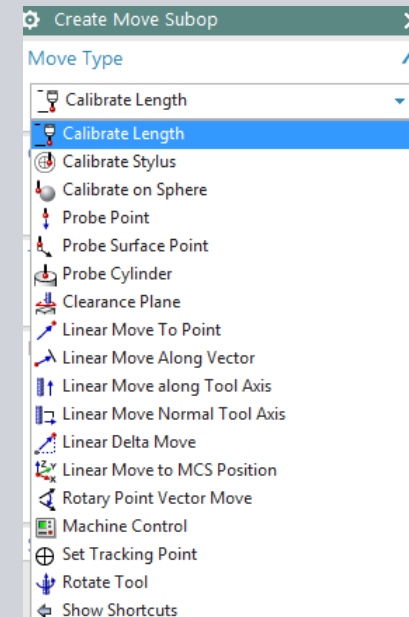 Create Move Subop
Move Type
Calibrate Length
Calibrate Length
Calibrate Stylus
Calibrate on Sphere
Probe Point
Probe Surface Point
Probe Cylinder
Clearance Plane
Linear Move To Point
Linear Move Along Vector
Linear Move along Tool Axis
Linear Move Normal Tool Axis
Linear Delta Move
Linear Move to MCS Position
Rotary Point Vector Move
Machine Control
Set Tracking Point
Rotate Tool
Show Shortcuts